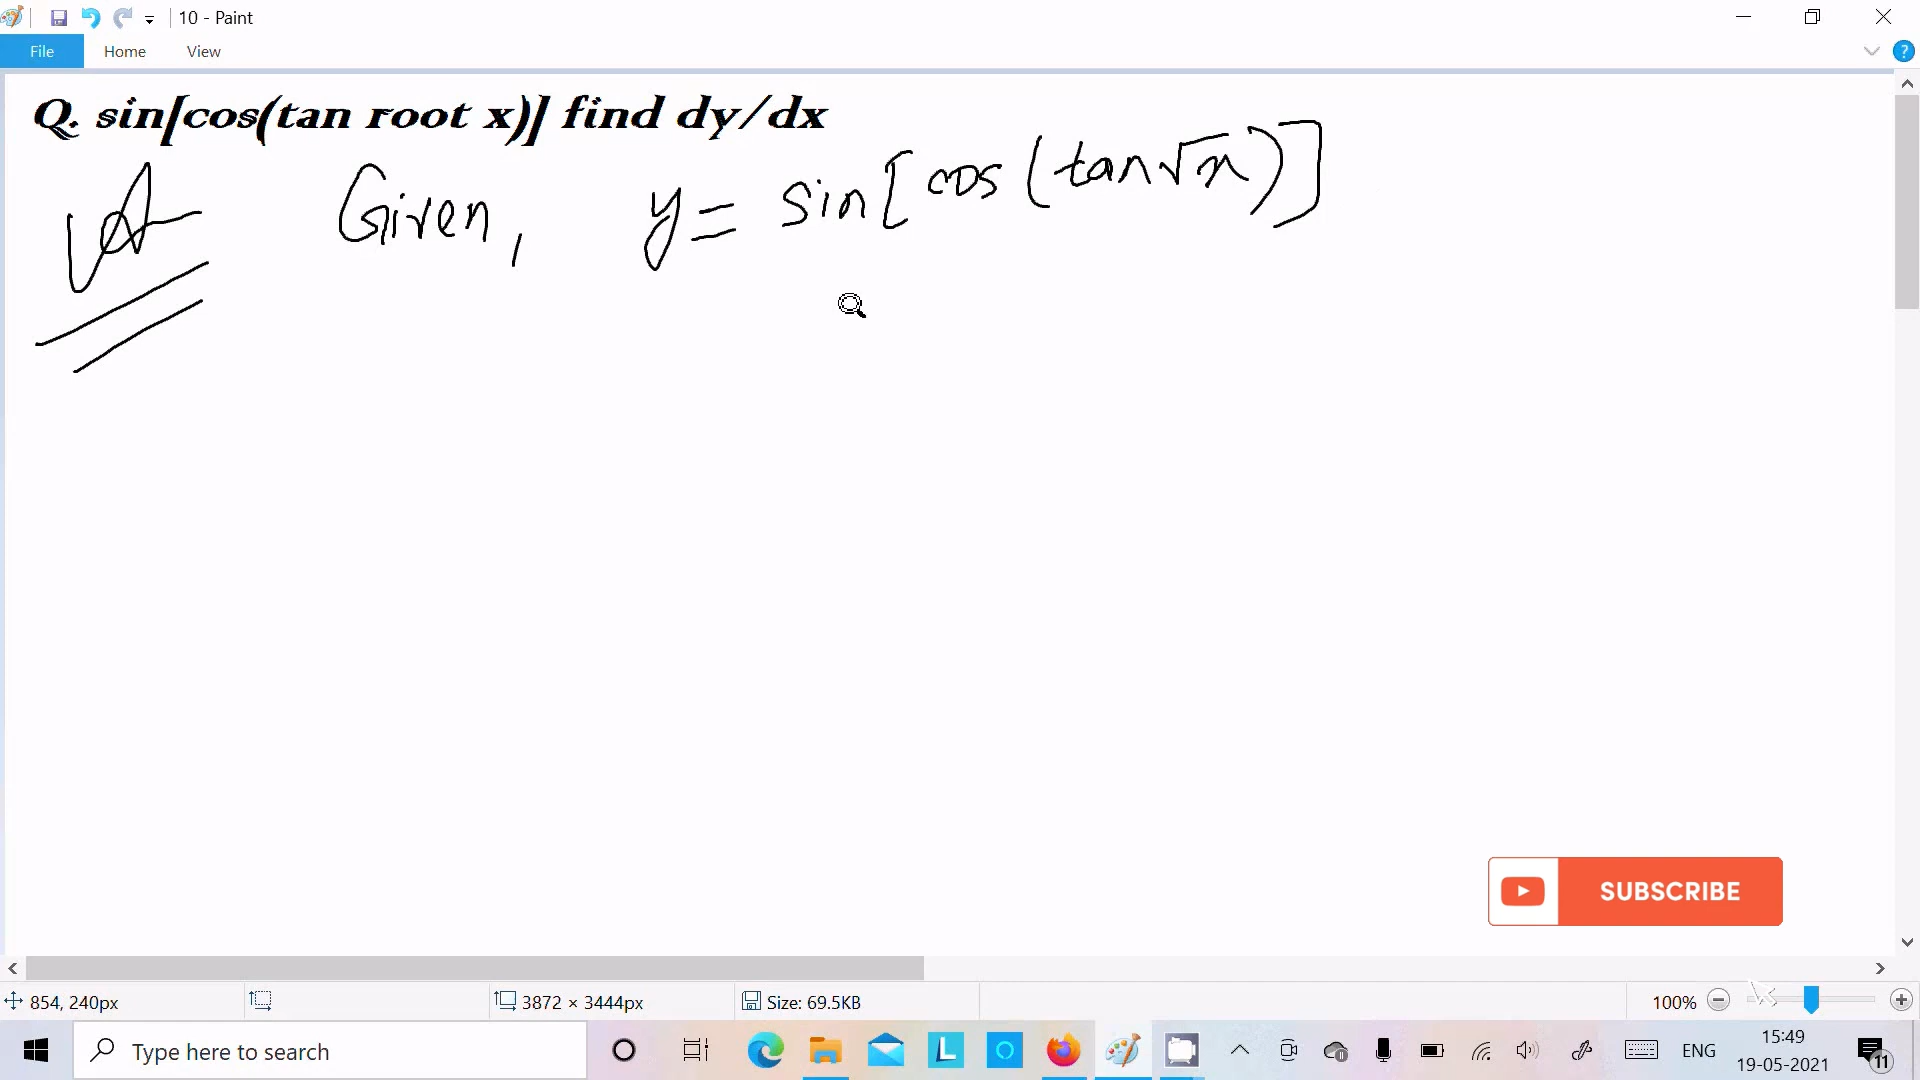 10 - Paint
File Home View
Q. sin[cos(tan root x)] find dy/dx
Given, y = sin[cos(tan√x)]
SUBSCRIBE
854, 240px 3872 × 3444px Size: 69.5KB 100%
Type here to search ENG 15:49
19-05-2021 11